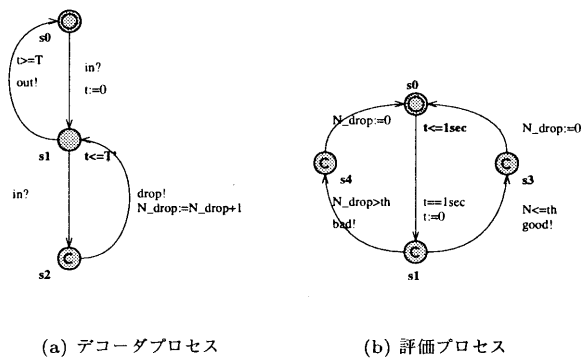 s0
t>=T
out!
in?
t:=0
s1
t<=T'
in?
drop!
N_drop:=N_drop+1
C
s2
(a) デコーダプロセス
s0
N_drop:=0
t<=1sec
N_drop:=0
C
s4
C
s3
N_drop>th
bad!
t==1sec
t:=0
N<=th
good!
C
s1
(b) 評価プロセス